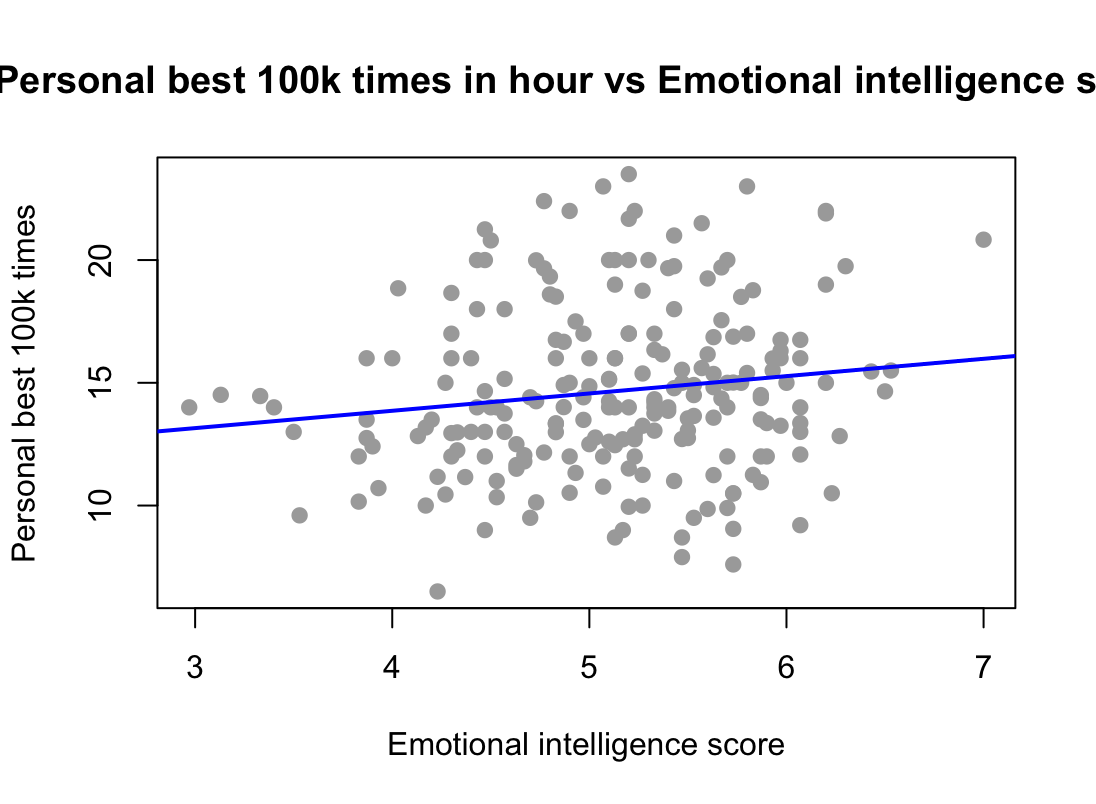 Personal best 100k times in hour vs Emotional intelligence s
Personal best 100k times
20
15
10
3 4 5 6 7
Emotional intelligence score